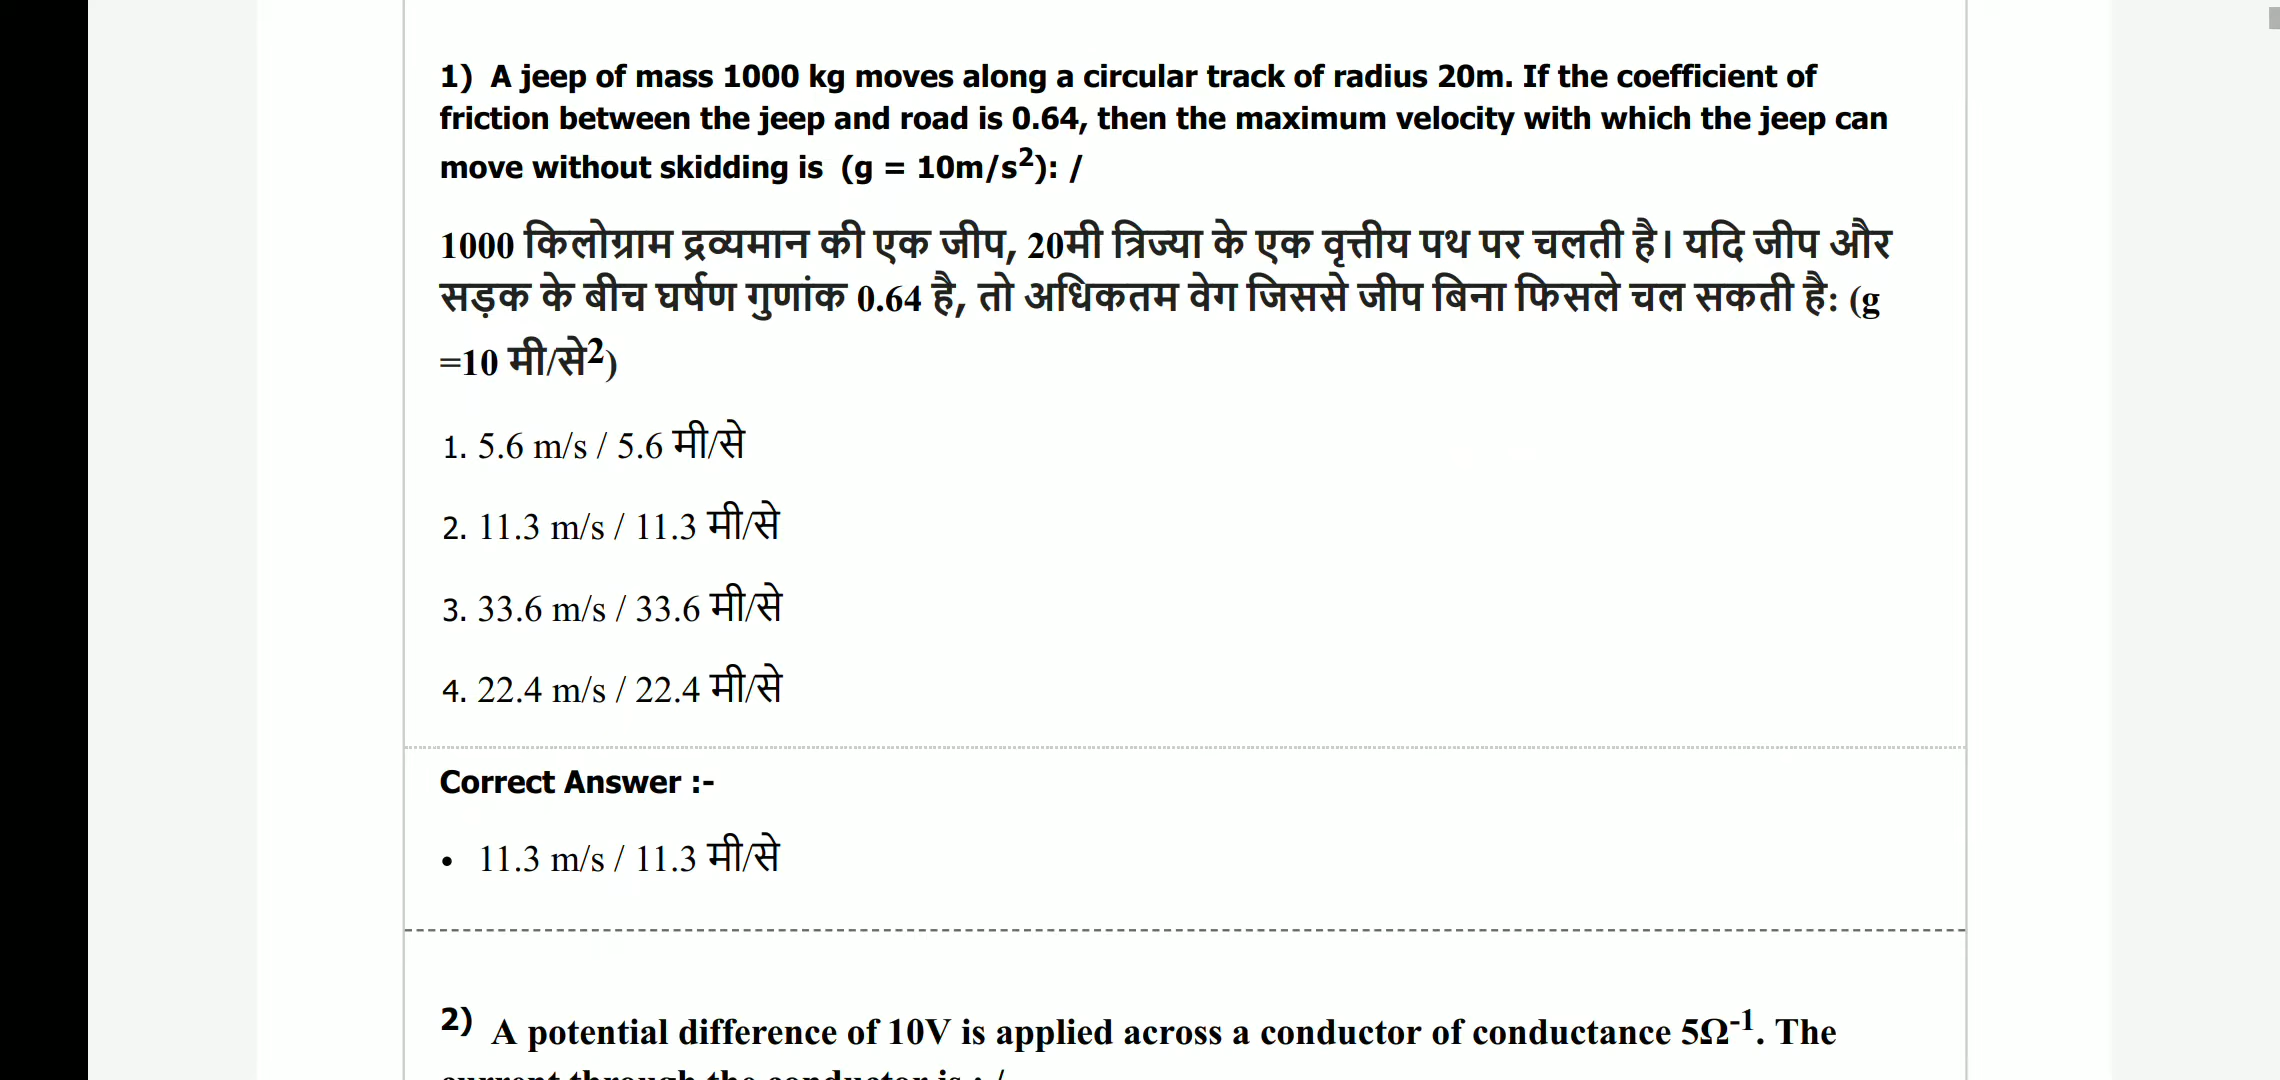 1) A jeep of mass 1000 kg moves along a circular track of radius 20m. If the coefficient of
friction between the jeep and road is 0.64, then the maximum velocity with which the jeep can
move without skidding is (g = 10m/s²): /
1000 किलोग्राम द्रव्यमान की एक जीप, 20मी त्रिज्या के एक वृत्तीय पथ पर चलती है। यदि जीप और
सड़क के बीच घर्षण गुणांक 0.64 है, तो अधिकतम वेग जिससे जीप बिना फिसले चल सकती है: (g
=10 मी/से²)
1. 5.6 m/s / 5.6 मी/से
2. 11.3 m/s / 11.3 मी/से
3. 33.6 m/s / 33.6 मी/से
4. 22.4 m/s / 22.4 मी/से
Correct Answer :-
• 11.3 m/s / 11.3 मी/से
2) A potential difference of 10V is applied across a conductor of conductance 5Ω⁻¹. The
current through the conductor is : /